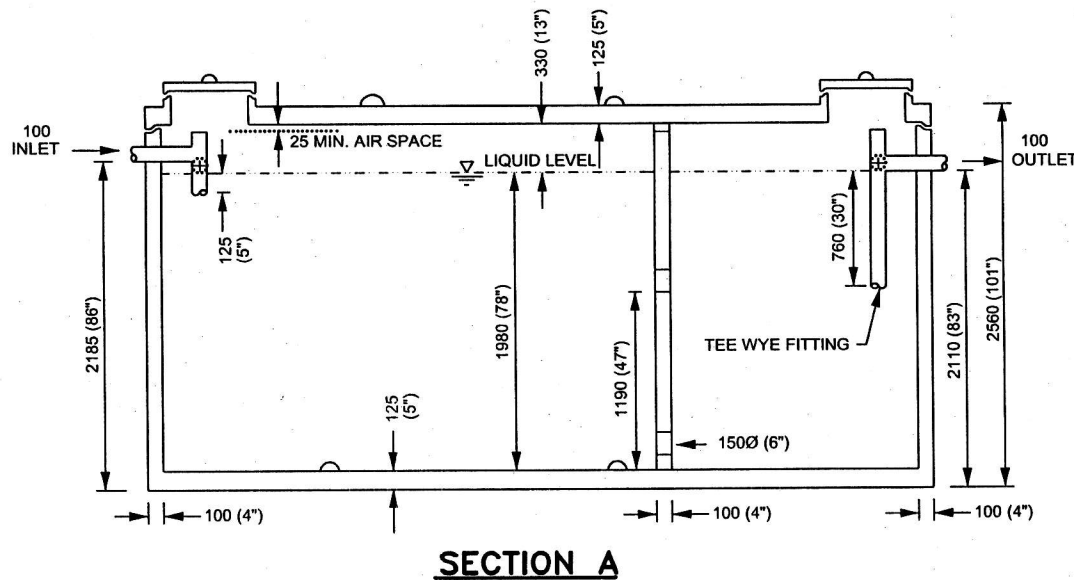 330 (13")
125 (5")
100
INLET
25 MIN. AIR SPACE
LIQUID LEVEL
100
OUTLET
125
(5")
760 (30")
2185 (86")
1980 (78")
1190 (47")
TEE WYE FITTING
2110 (83")
2560 (101")
125
(5")
150Ø (6")
100 (4")
100 (4")
100 (4")
SECTION A